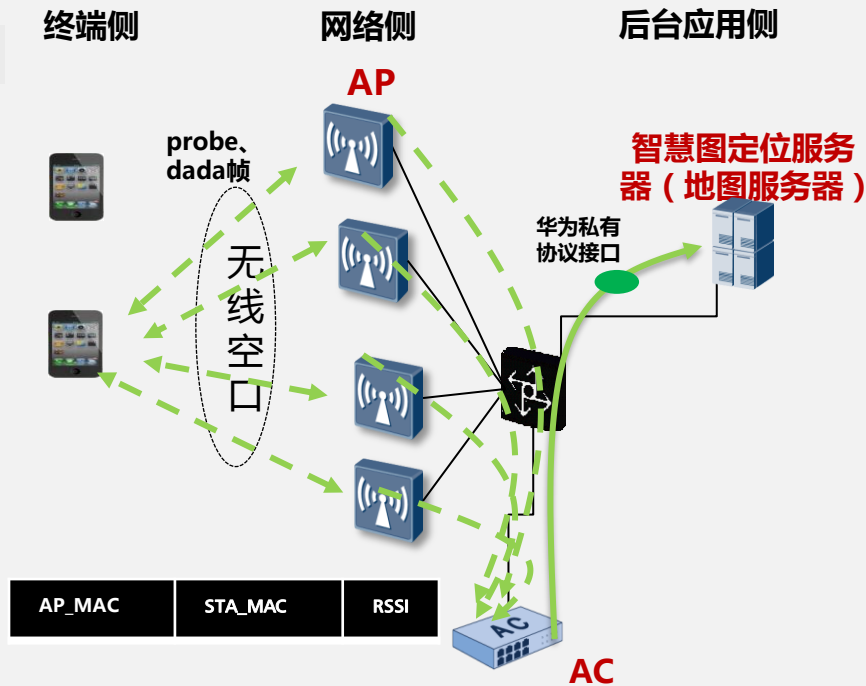 终端侧
网络侧
后台应用侧
AP
probe、
dada帧
智慧图定位服务
器（地图服务器）
华为私有
协议接口
无
线
空
口
AP_MAC
STA_MAC
RSSI
AC
AC